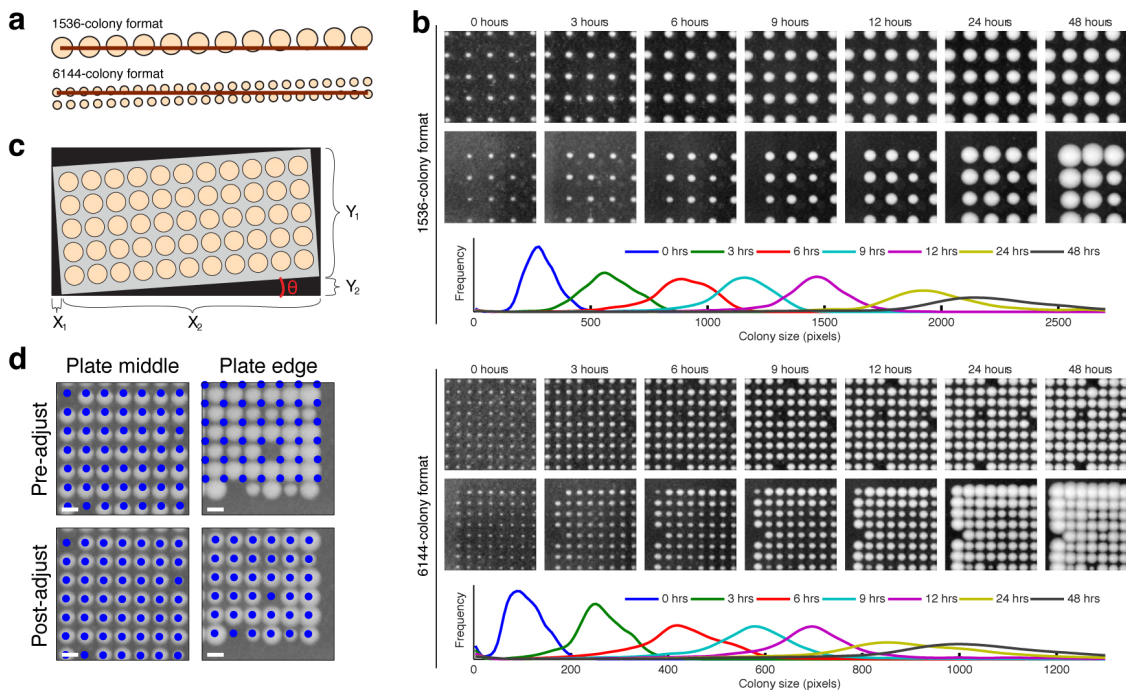 a
1536-colony format
6144-colony format
c
Y1
Y2
θ
X1
X2
d
Plate middle
Plate edge
Pre-adjust
Post-adjust
b
0 hours 3 hours 6 hours 9 hours 12 hours 24 hours 48 hours
1536-colony format
0 hrs 3 hrs 6 hrs 9 hrs 12 hrs 24 hrs 48 hrs
Frequency
0 500 1000 1500 2000 2500
Colony size (pixels)
0 hours 3 hours 6 hours 9 hours 12 hours 24 hours 48 hours
6144-colony format
0 hrs 3 hrs 6 hrs 9 hrs 12 hrs 24 hrs 48 hrs
Frequency
0 200 400 600 800 1000 1200
Colony size (pixels)